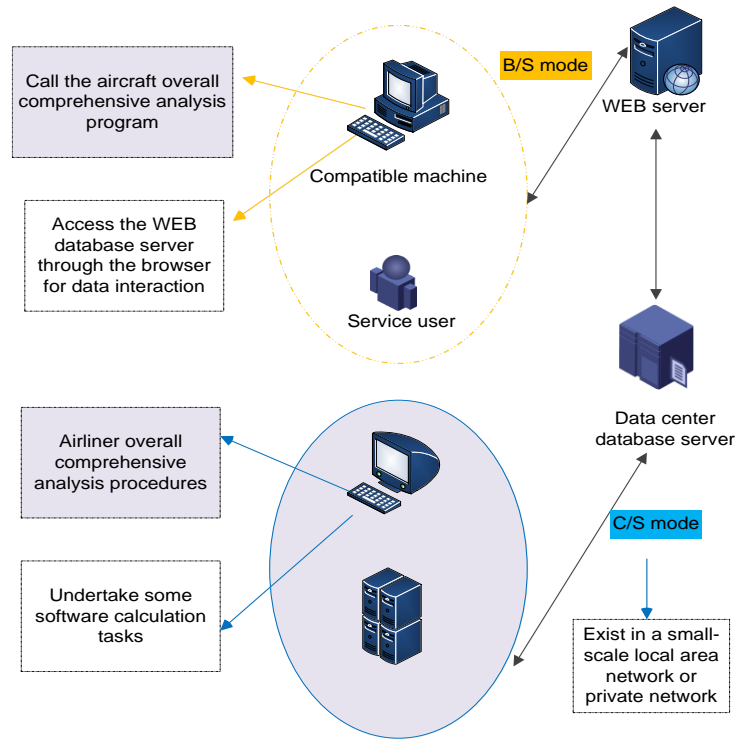 Call the aircraft overall
comprehensive analysis
program
B/S mode
WEB server
Compatible machine
Access the WEB
database server
through the browser
for data interaction
Service user
Data center
database server
Airliner overall
comprehensive
analysis procedures
C/S mode
Undertake some
software calculation
tasks
Exist in a small-
scale local area
network or
private network